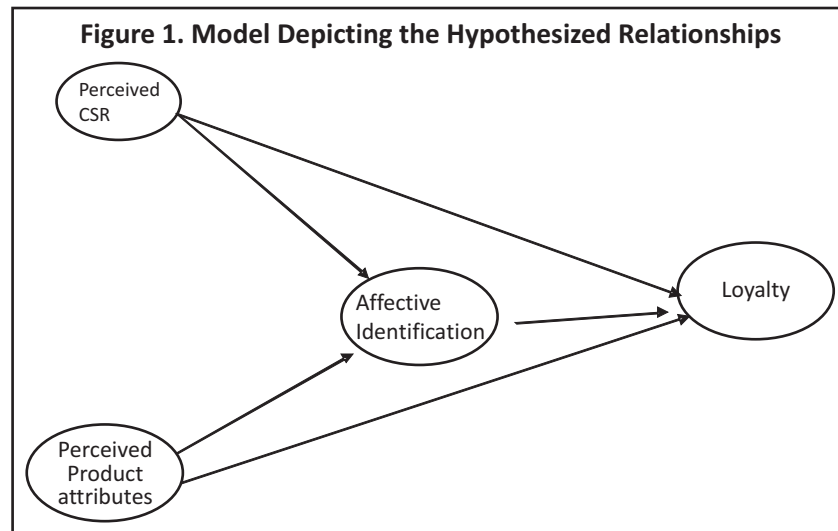 Figure 1. Model Depicting the Hypothesized Relationships
Perceived
CSR
Affective
Identification
Loyalty
Perceived
Product
attributes